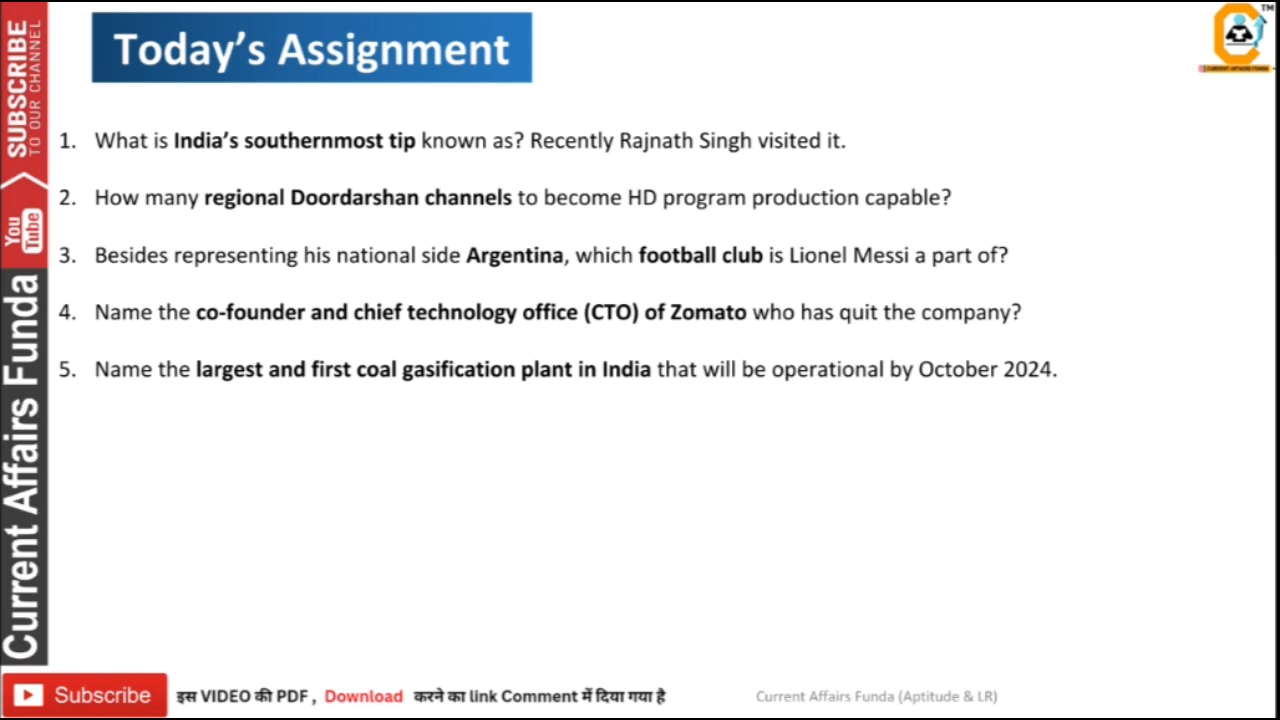 Today's Assignment
TM
CURRENT AFFAIRS FUNDA
SUBSCRIBE
TO OUR CHANNEL
You
Tube
Current Affairs Funda
1. What is India's southernmost tip known as? Recently Rajnath Singh visited it.
2. How many regional Doordarshan channels to become HD program production capable?
3. Besides representing his national side Argentina, which football club is Lionel Messi a part of?
4. Name the co-founder and chief technology office (CTO) of Zomato who has quit the company?
5. Name the largest and first coal gasification plant in India that will be operational by October 2024.
Subscribe
इस VIDEO की PDF , Download करने का link Comment में दिया गया है
Current Affairs Funda (Aptitude & LR)